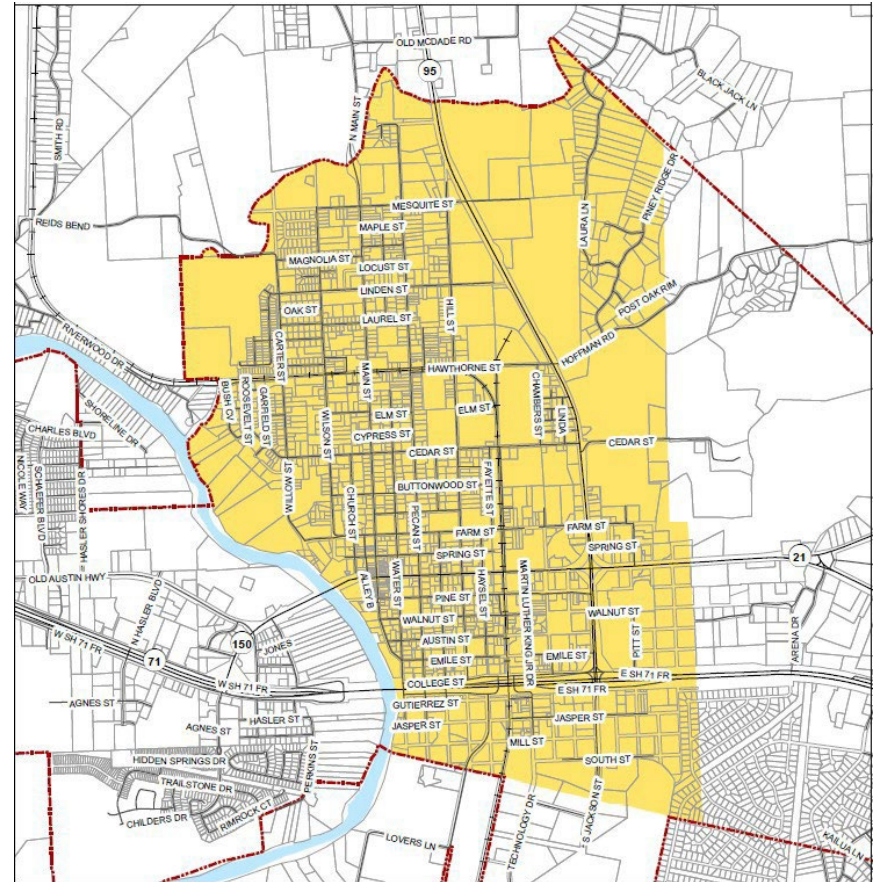 OLD MCDADE RD
95
BLACK JACK LN
N MAIN ST
SMITH RD
PINEY RIDGE DR
MESQUITE ST
REIDS BEND
MAPLE ST
LAURA LN
MAGNOLIA ST
LOCUST ST
LINDEN ST
POST OAK RIM
OAK ST
LAUREL ST
HILL ST
RIVERWOOD DR
CARTER ST
HOFFMAN RD
MAIN ST
HAWTHORNE ST
BUSH CV
ROOSEVELT ST
GARFIELD ST
SHORELINE DR
WILSON ST
ELM ST
ELM ST
CHAMBERS ST
LINDA
CHARLES BLVD
CYPRESS ST
CEDAR ST
CEDAR ST
NICOLE WAY
SCHAEFER BLVD
HASLER SHORES DR
WILLOW ST
BUTTONWOOD ST
FAYETTE ST
CHURCH ST
PECAN ST
FARM ST
FARM ST
SPRING ST
SPRING ST
21
OLD AUSTIN HWY
ALLEY B
WATER ST
PINE ST
HAYSEL ST
MARTIN LUTHER KING JR DR
N HASLER BLVD
WALNUT ST
WALNUT ST
PITT ST
ARENA DR
W SH 71 FR
150
JONES
AUSTIN ST
71
EMILE ST
EMILE ST
W SH 71 FR
COLLEGE ST
E SH 71 FR
E SH 71 FR
AGNES ST
GUTIERREZ ST
HASLER ST
JASPER ST
JASPER ST
AGNES ST
MILL ST
HIDDEN SPRINGS DR
PERKINS ST
SOUTH ST
TRAILSTONE DR
CHILDERS DR
RIMROCK CT
TECHNOLOGY DR
S JACKSON ST
LOVERS LN
KAILUA LN